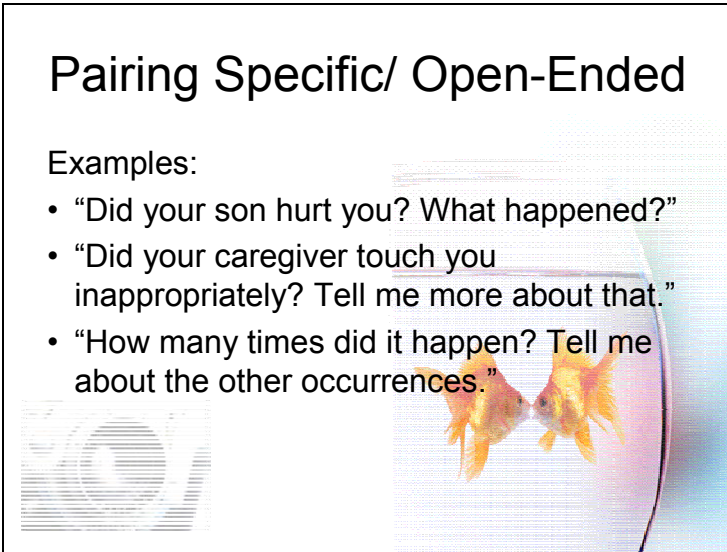 Pairing Specific/ Open-Ended
Examples:
• “Did your son hurt you? What happened?”
• “Did your caregiver touch you
inappropriately? Tell me more about that.”
• “How many times did it happen? Tell me
about the other occurrences.”